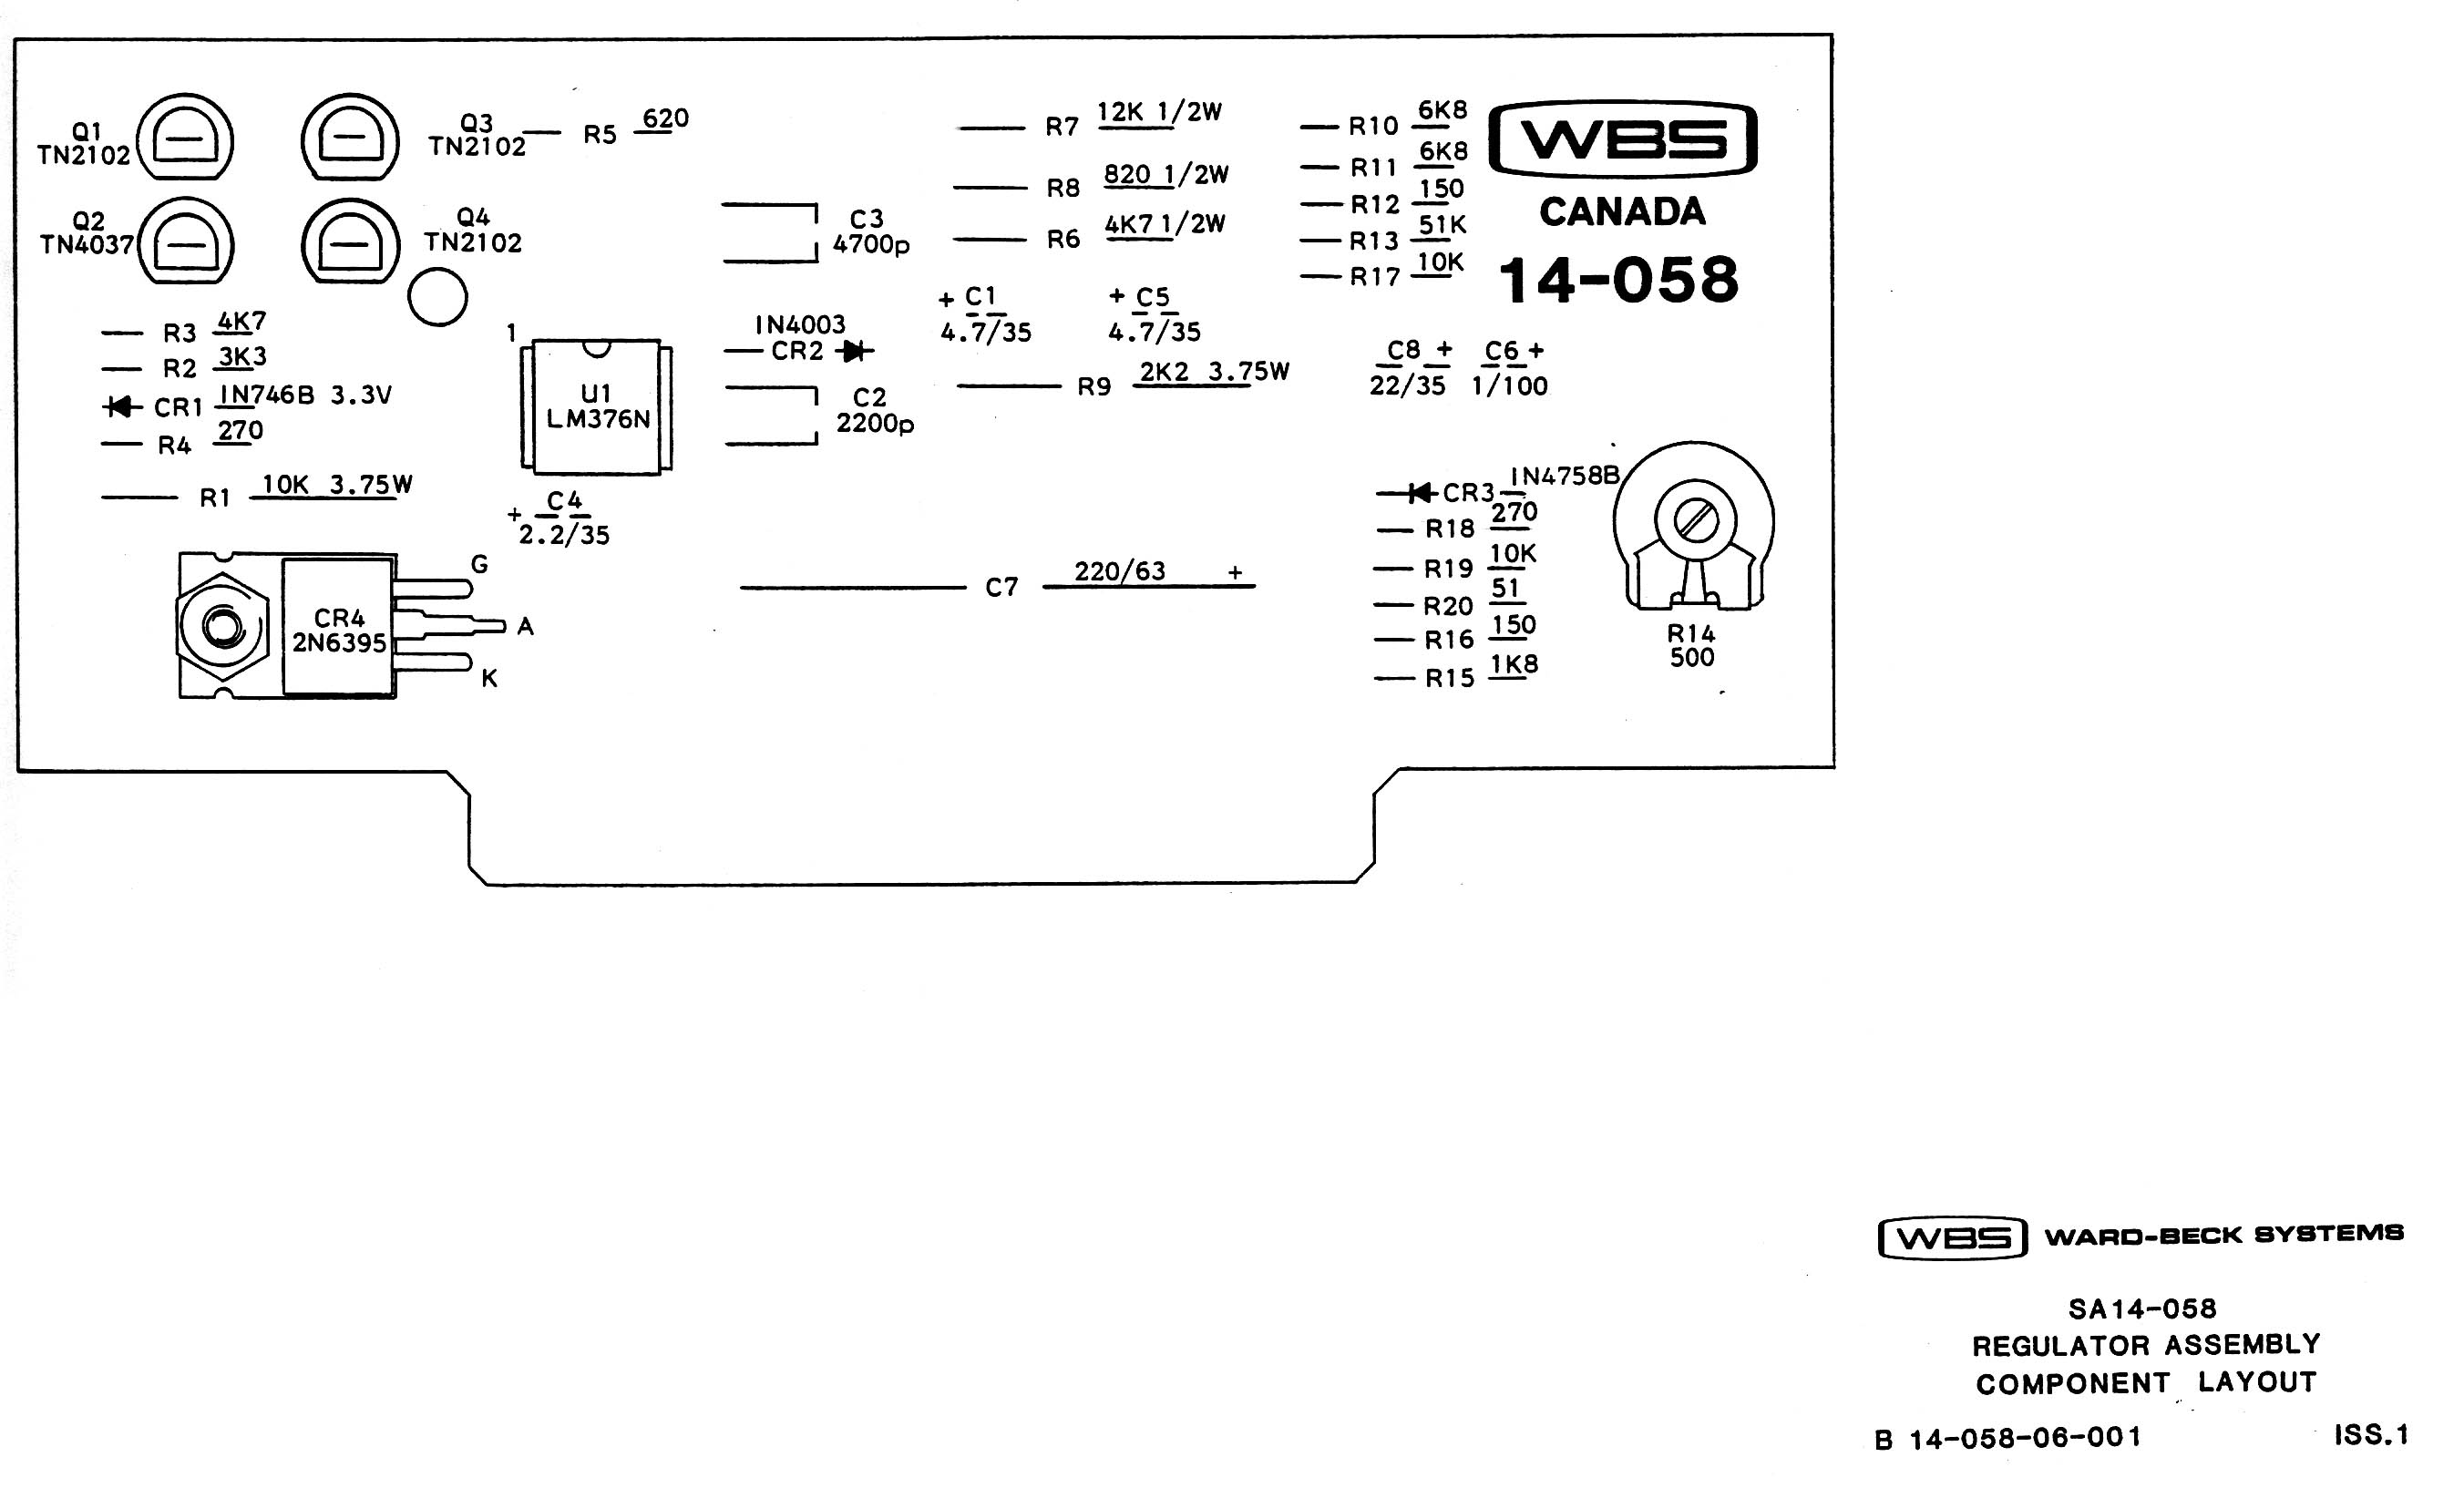 Q1
TN2102
Q3
TN2102
R5 620
Q2
TN4037
Q4
TN2102
R3 4K7
R2 3K3
CR1 IN746B 3.3V
R4 270
R1 10K 3.75W
1
U1
LM376N
+ C4
2.2/35
CR4
2N6395
G
A
K
C3
4700p
IN4003
CR2
C2
2200p
R7 12K 1/2W
R8 820 1/2W
R6 4K7 1/2W
+ C1
4.7/35
+ C5
4.7/35
R9 2K2 3.75W
C7 220/63 +
R10 6K8
R11 6K8
R12 150
R13 51K
R17 10K
WBS
CANADA
14-058
C8 +
22/35
C6 +
1/100
CR3 IN4758B
R18 270
R19 10K
R20 51
R16 150
R15 1K8
R14
500
WBS WARD-BECK SYSTEMS
SA14-058
REGULATOR ASSEMBLY
COMPONENT LAYOUT
B 14-058-06-001 ISS.1